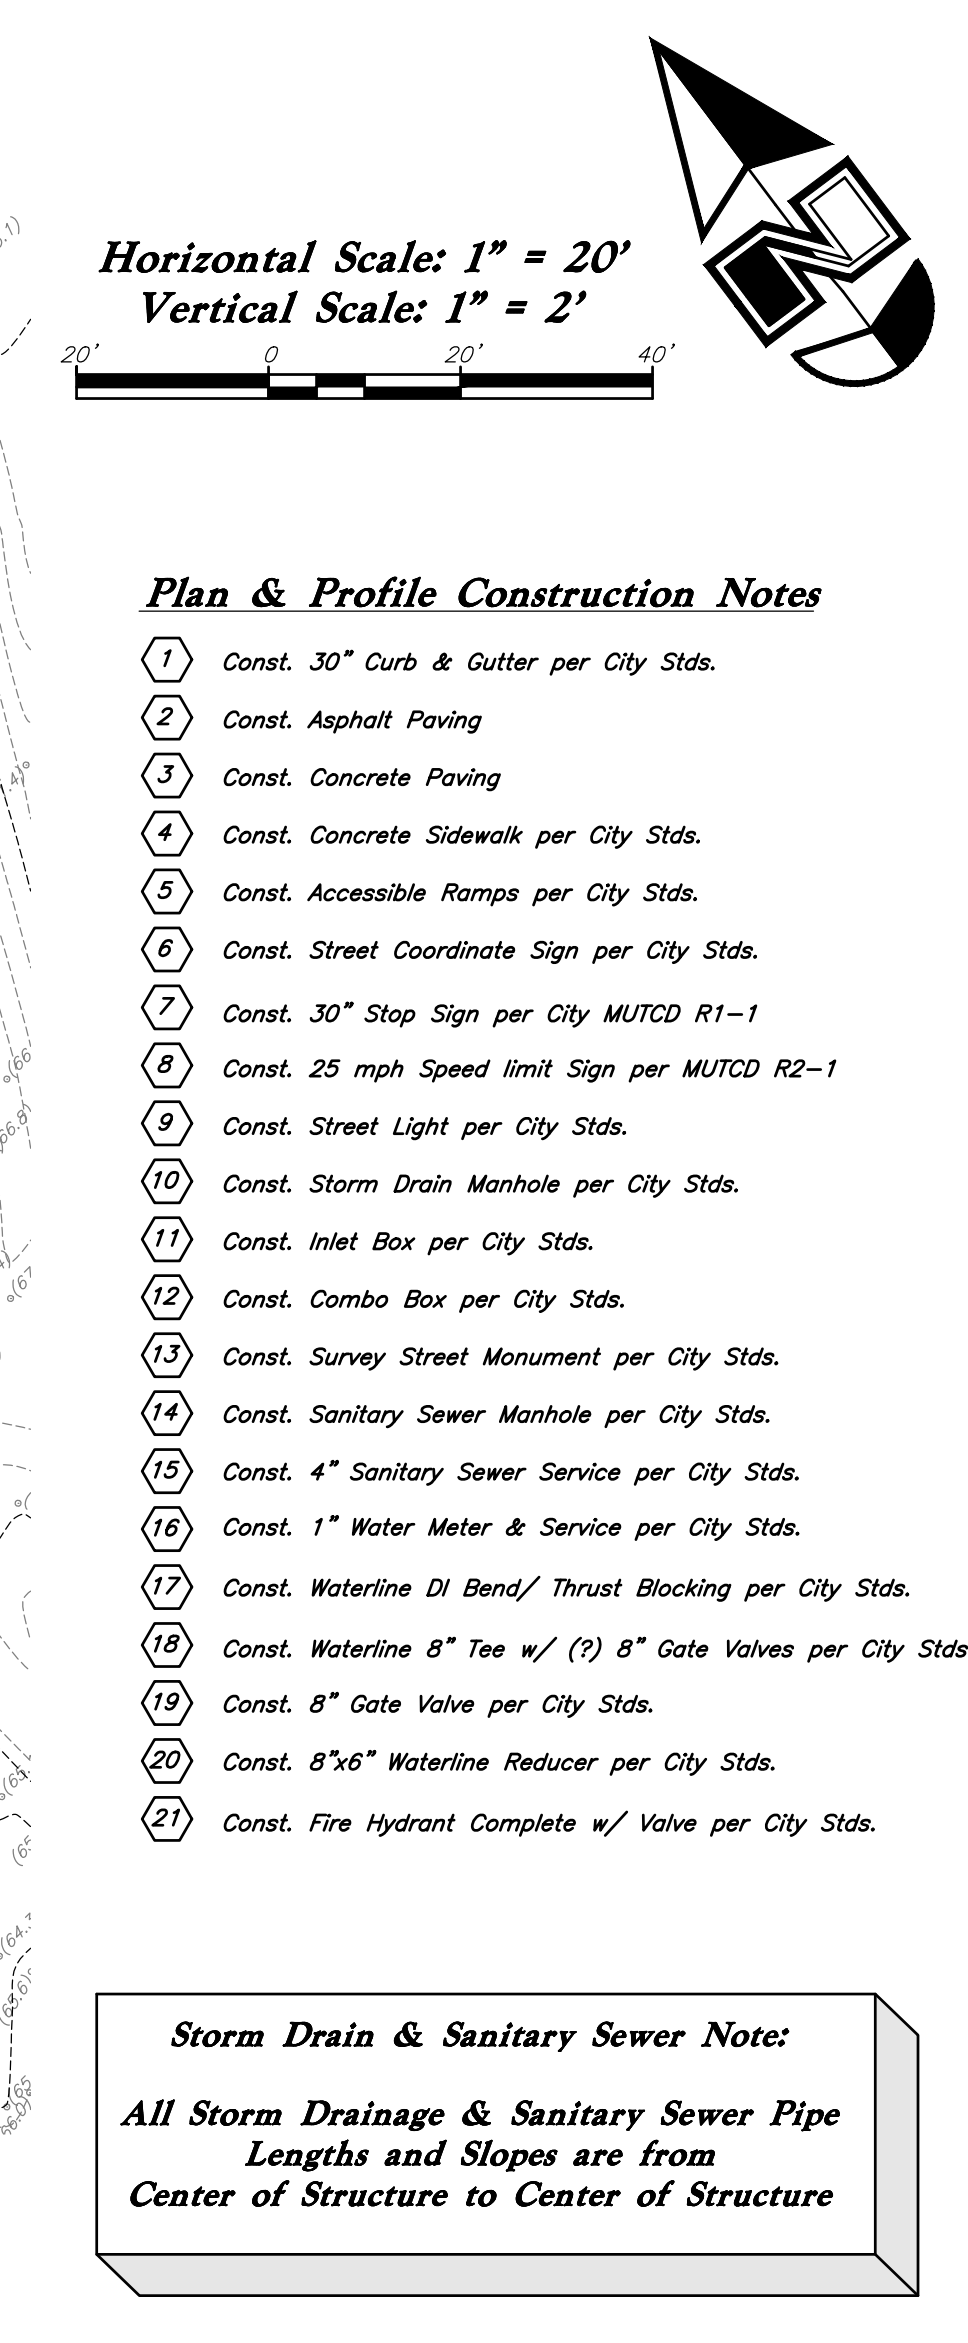 Horizontal Scale: 1" = 20'
Vertical Scale: 1" = 2'
20' 0 20' 40'
N
Plan & Profile Construction Notes
1 Const. 30" Curb & Gutter per City Stds.
2 Const. Asphalt Paving
3 Const. Concrete Paving
4 Const. Concrete Sidewalk per City Stds.
5 Const. Accessible Ramps per City Stds.
6 Const. Street Coordinate Sign per City Stds.
7 Const. 30" Stop Sign per City MUTCD R1-1
8 Const. 25 mph Speed limit Sign per MUTCD R2-1
9 Const. Street Light per City Stds.
10 Const. Storm Drain Manhole per City Stds.
11 Const. Inlet Box per City Stds.
12 Const. Combo Box per City Stds.
13 Const. Survey Street Monument per City Stds.
14 Const. Sanitary Sewer Manhole per City Stds.
15 Const. 4" Sanitary Sewer Service per City Stds.
16 Const. 1" Water Meter & Service per City Stds.
17 Const. Waterline DI Bend/ Thrust Blocking per City Stds.
18 Const. Waterline 8" Tee w/ (?) 8" Gate Valves per City Stds
19 Const. 8" Gate Valve per City Stds.
20 Const. 8"x6" Waterline Reducer per City Stds.
21 Const. Fire Hydrant Complete w/ Valve per City Stds.
Storm Drain & Sanitary Sewer Note:
All Storm Drainage & Sanitary Sewer Pipe
Lengths and Slopes are from
Center of Structure to Center of Structure